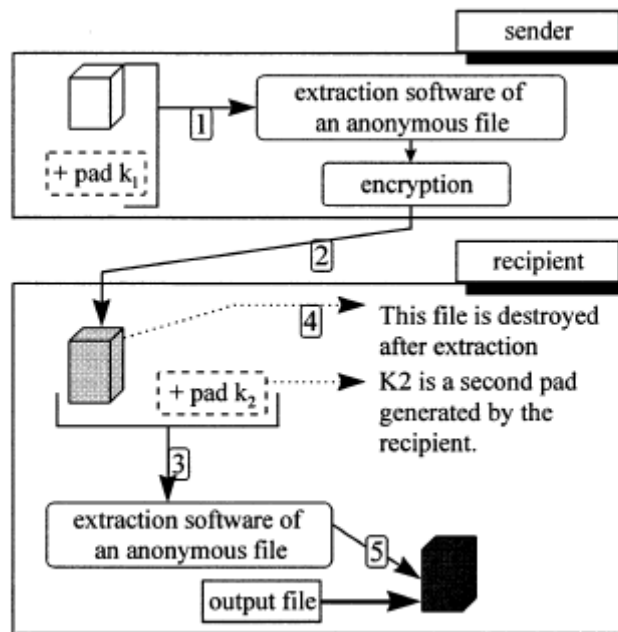 sender
extraction software of
an anonymous file
1
+ pad k₁
encryption
2
recipient
4
This file is destroyed
after extraction
+ pad k₂
K2 is a second pad
generated by the
recipient.
3
extraction software of
an anonymous file
5
output file